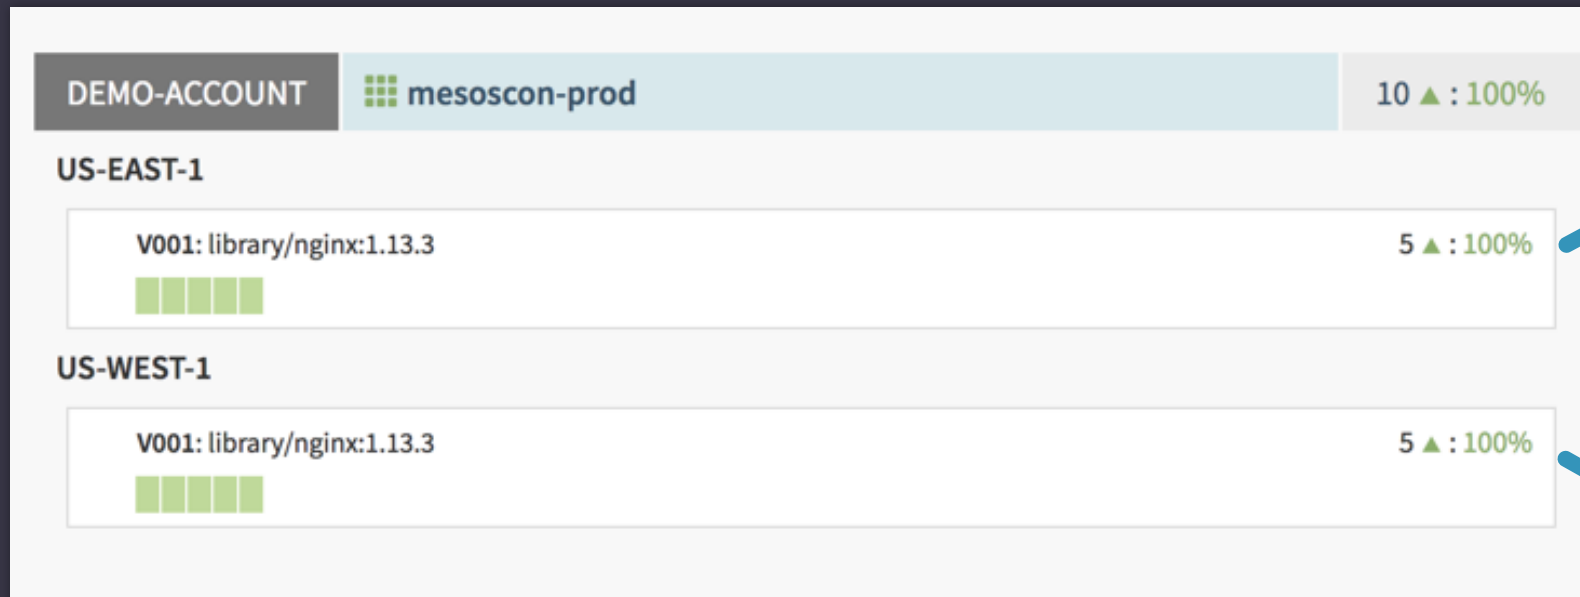 DEMO-ACCOUNT mesoscon-prod 10 ▲ : 100%
US-EAST-1
V001: library/nginx:1.13.3 5 ▲ : 100%
US-WEST-1
V001: library/nginx:1.13.3 5 ▲ : 100%